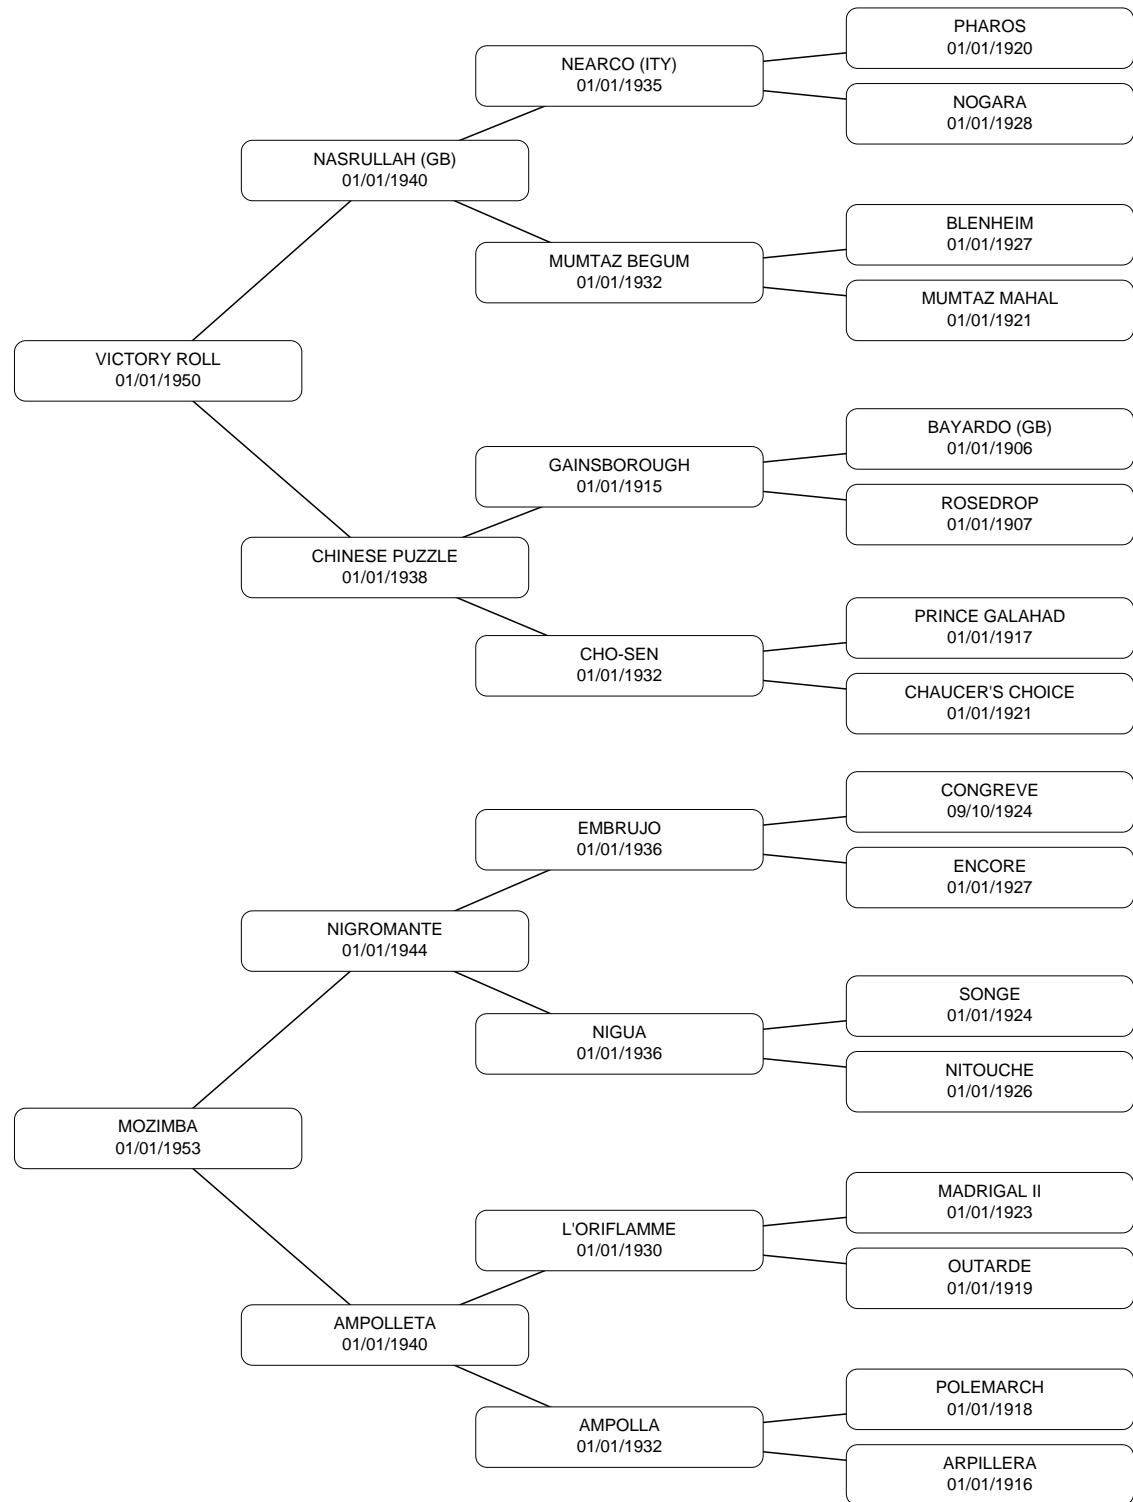 PHAROS
01/01/1920
NEARCO (ITY)
01/01/1935
NOGARA
01/01/1928
NASRULLAH (GB)
01/01/1940
BLENHEIM
01/01/1927
MUMTAZ BEGUM
01/01/1932
MUMTAZ MAHAL
01/01/1921
VICTORY ROLL
01/01/1950
BAYARDO (GB)
01/01/1906
GAINSBOROUGH
01/01/1915
ROSEDROP
01/01/1907
CHINESE PUZZLE
01/01/1938
PRINCE GALAHAD
01/01/1917
CHO-SEN
01/01/1932
CHAUCER'S CHOICE
01/01/1921
CONGREVE
09/10/1924
EMBRUJO
01/01/1936
ENCORE
01/01/1927
NIGROMANTE
01/01/1944
SONGE
01/01/1924
NIGUA
01/01/1936
NITOUCHE
01/01/1926
MOZIMBA
01/01/1953
MADRIGAL II
01/01/1923
L'ORIFLAMME
01/01/1930
OUTARDE
01/01/1919
AMPOLLETA
01/01/1940
POLEMARCH
01/01/1918
AMPOLLA
01/01/1932
ARPILLERA
01/01/1916